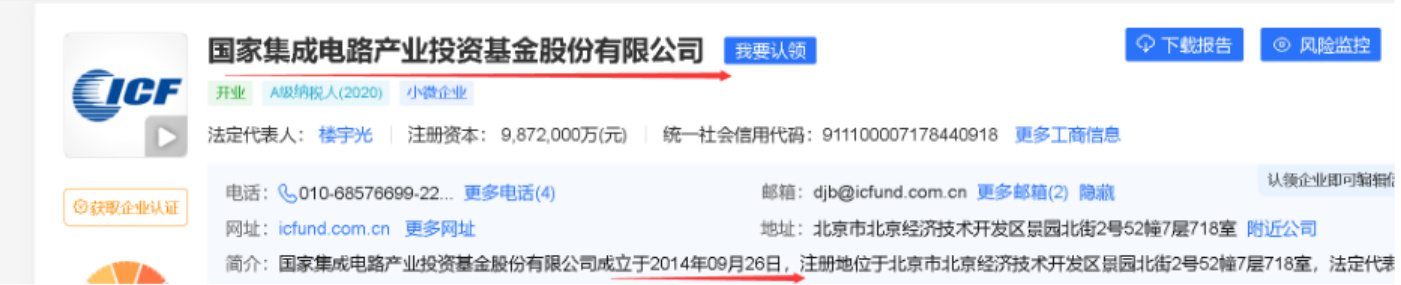 国家集成电路产业投资基金股份有限公司 我要认领 下载报告 风险监控
ICF
开业 A级纳税人(2020) 小微企业
法定代表人： 楼宇光 注册资本： 9,872,000万(元) 统一社会信用代码：911100007178440918 更多工商信息
认领企业即可编辑
电话： 010-68576699-22... 更多电话(4) 邮箱： djb@icfund.com.cn 更多邮箱(2) 隐藏
获取企业认证
网址： icfund.com.cn 更多网址 地址： 北京市北京经济技术开发区景园北街2号52幢7层718室 附近公司
简介： 国家集成电路产业投资基金股份有限公司成立于2014年09月26日，注册地位于北京市北京经济技术开发区景园北街2号52幢7层718室，法定代表